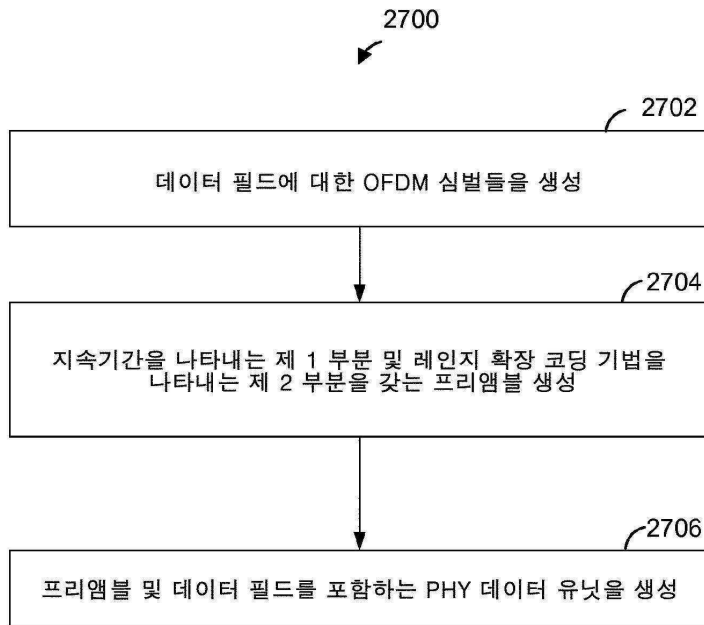 2700
2702
데이터 필드에 대한 OFDM 심벌들을 생성
2704
지속기간을 나타내는 제 1 부분 및 레인지 확장 코딩 기법을
나타내는 제 2 부분을 갖는 프리앰블 생성
2706
프리앰블 및 데이터 필드를 포함하는 PHY 데이터 유닛을 생성